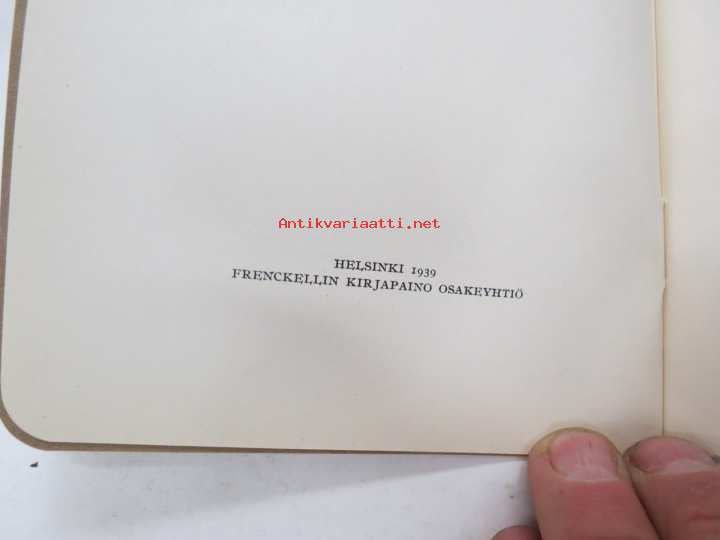 Antikvariaatti.net
HELSINKI 1939
FRENCKELLIN KIRJAPAINO OSAKEYHTIÖ